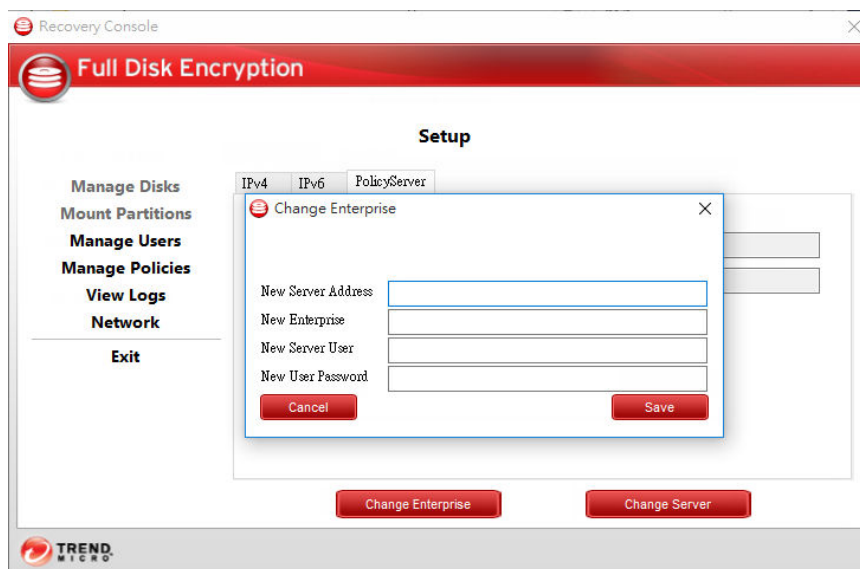 Recovery Console
Full Disk Encryption
Setup
Manage Disks
Mount Partitions
Manage Users
Manage Policies
View Logs
Network
Exit
IPv4 IPv6 PolicyServer
Change Enterprise
New Server Address
New Enterprise
New Server User
New User Password
Cancel Save
Change Enterprise Change Server
TREND
MICRO